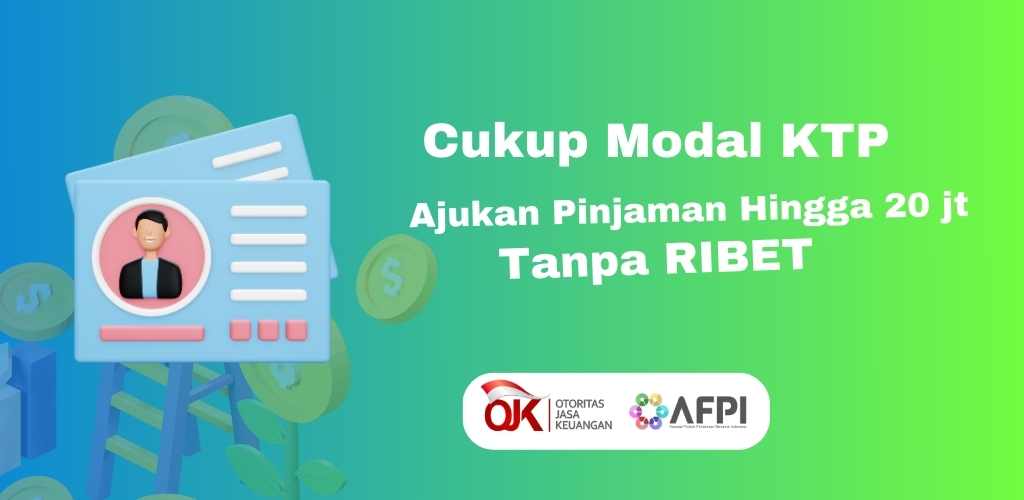 Cukup Modal KTP
Ajukan Pinjaman Hingga 20 jt
Tanpa RIBET
OJK
OTORITAS
JASA
KEUANGAN
AFPI